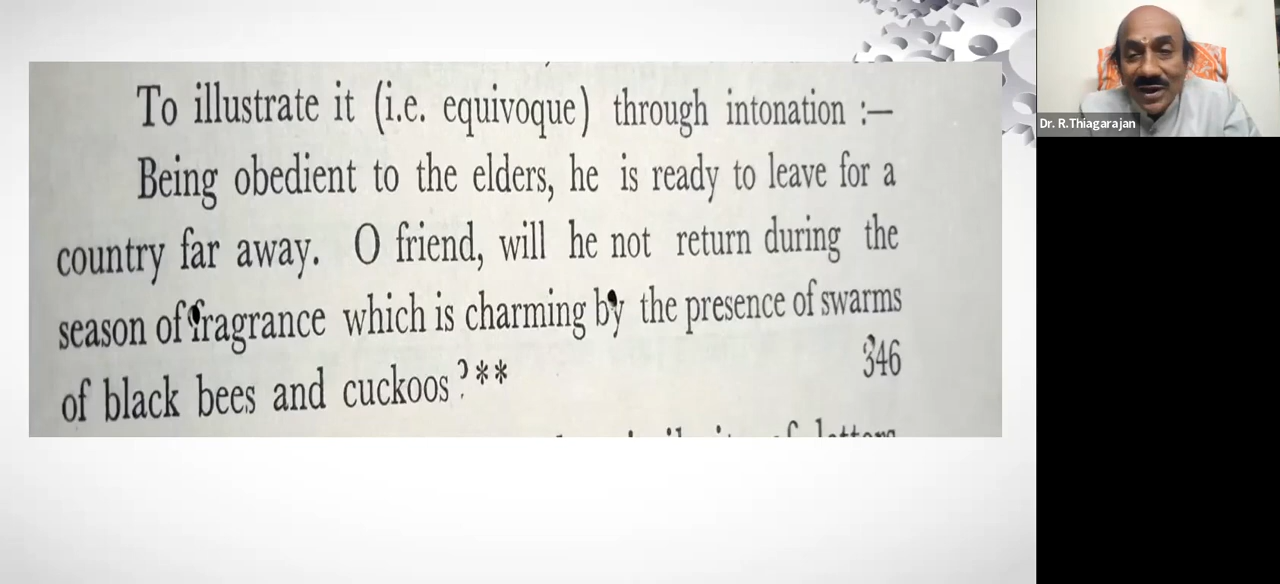 To illustrate it (i.e. equivoque) through intonation :—
Being obedient to the elders, he is ready to leave for a
country far away. O friend, will he not return during the
season of fragrance which is charming by the presence of swarms
of black bees and cuckoos ?**
346
of letters
Dr. R.Thiagarajan